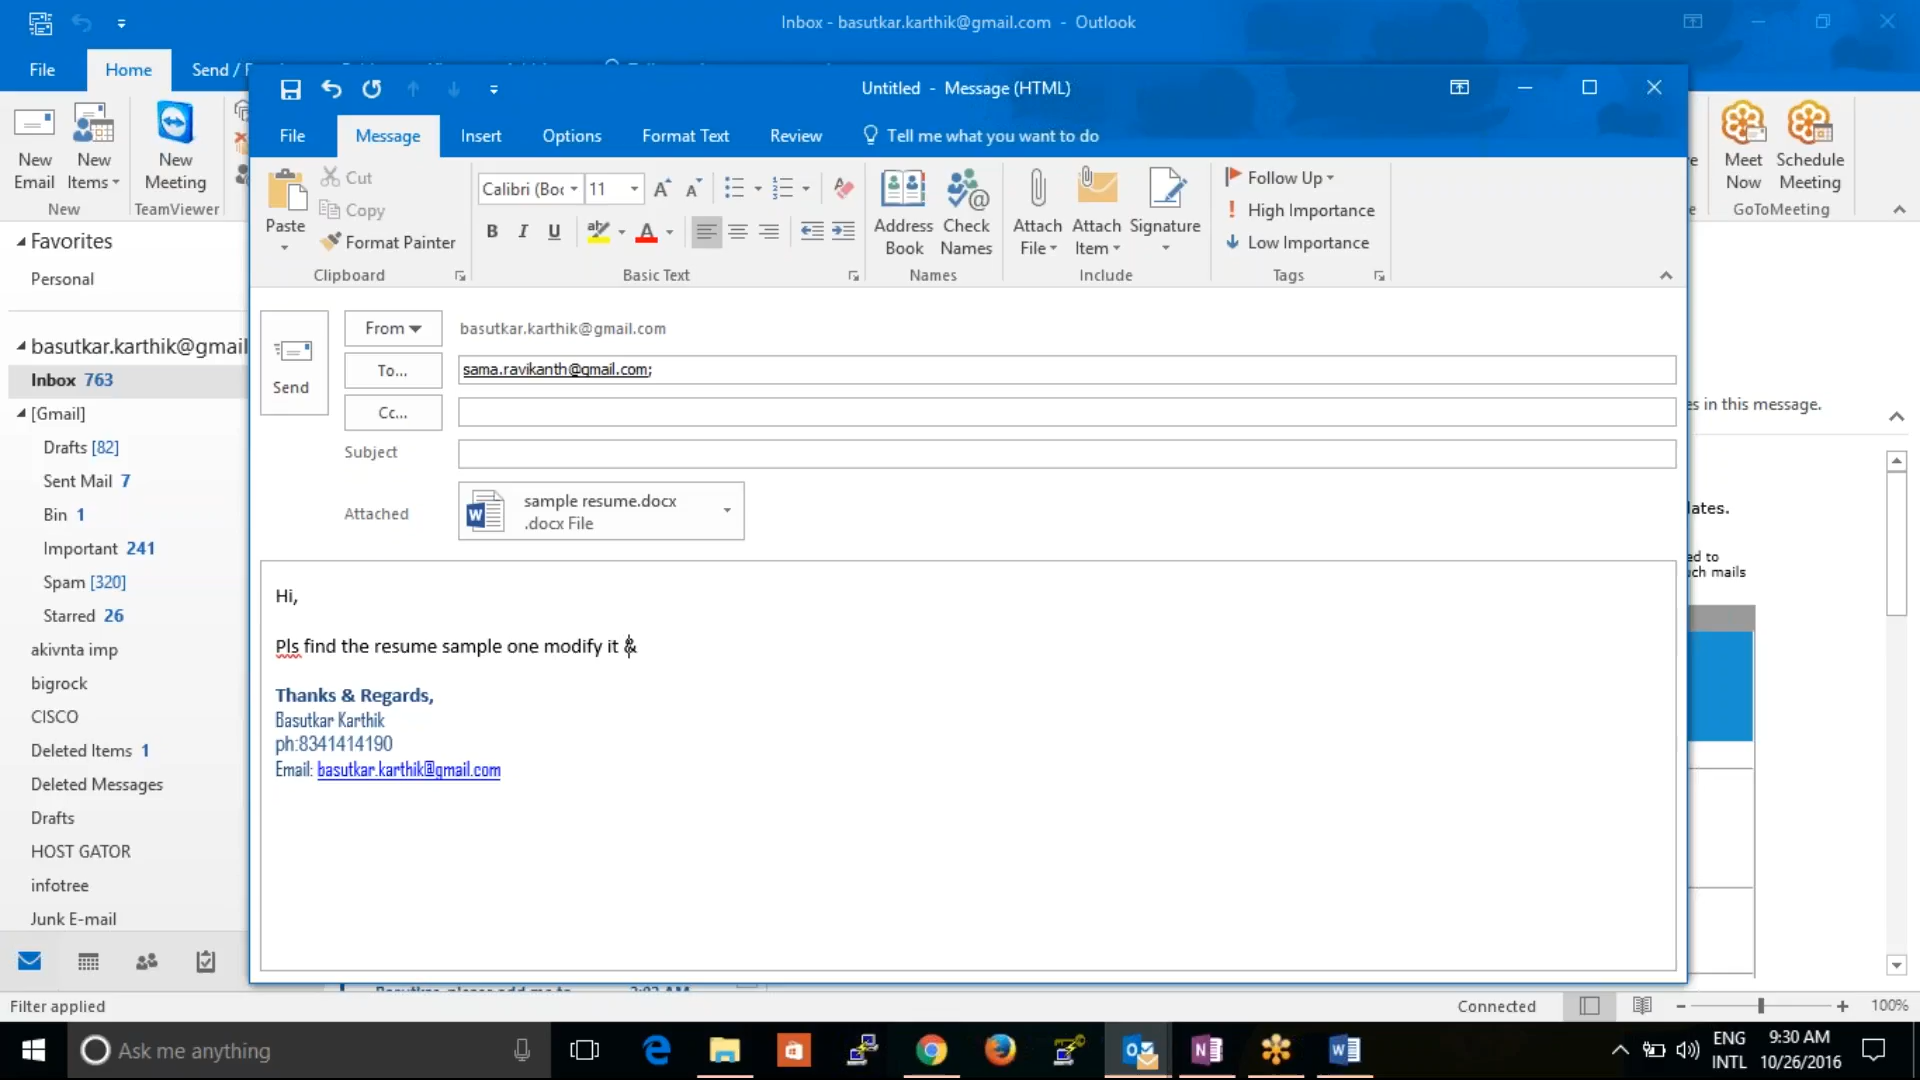 Inbox - basutkar.karthik@gmail.com - Outlook
File
Home
Send /
Untitled - Message (HTML)
File
Message
Insert
Options
Format Text
Review
Tell me what you want to do
New Email
New Items
New Meeting
New
TeamViewer
Paste
Cut
Copy
Format Painter
Clipboard
Calibri (Boc
11
B
I
U
A
Basic Text
Address Book
Check Names
Names
Attach File
Attach Item
Signature
Include
Follow Up
High Importance
Low Importance
Tags
Meet Now
Schedule Meeting
GoToMeeting
Favorites
Personal
basutkar.karthik@gmail
Inbox 763
[Gmail]
Drafts [82]
Sent Mail 7
Bin 1
Important 241
Spam [320]
Starred 26
akivnta imp
bigrock
CISCO
Deleted Items 1
Deleted Messages
Drafts
HOST GATOR
infotree
Junk E-mail
Send
From
basutkar.karthik@gmail.com
To...
sama.ravikanth@gmail.com;
Cc...
Subject
Attached
sample resume.docx
.docx File
Hi,
Pls find the resume sample one modify it &
Thanks & Regards,
Basutkar Karthik
ph:8341414190
Email: basutkar.karthik@gmail.com
es in this message.
lates.
ed to
uch mails
Filter applied
Connected
100%
Ask me anything
ENG
INTL
9:30 AM
10/26/2016